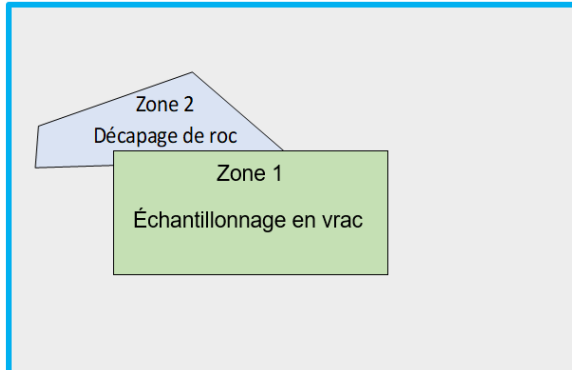 Zone 2
Décapage de roc
Zone 1
Échantillonnage en vrac